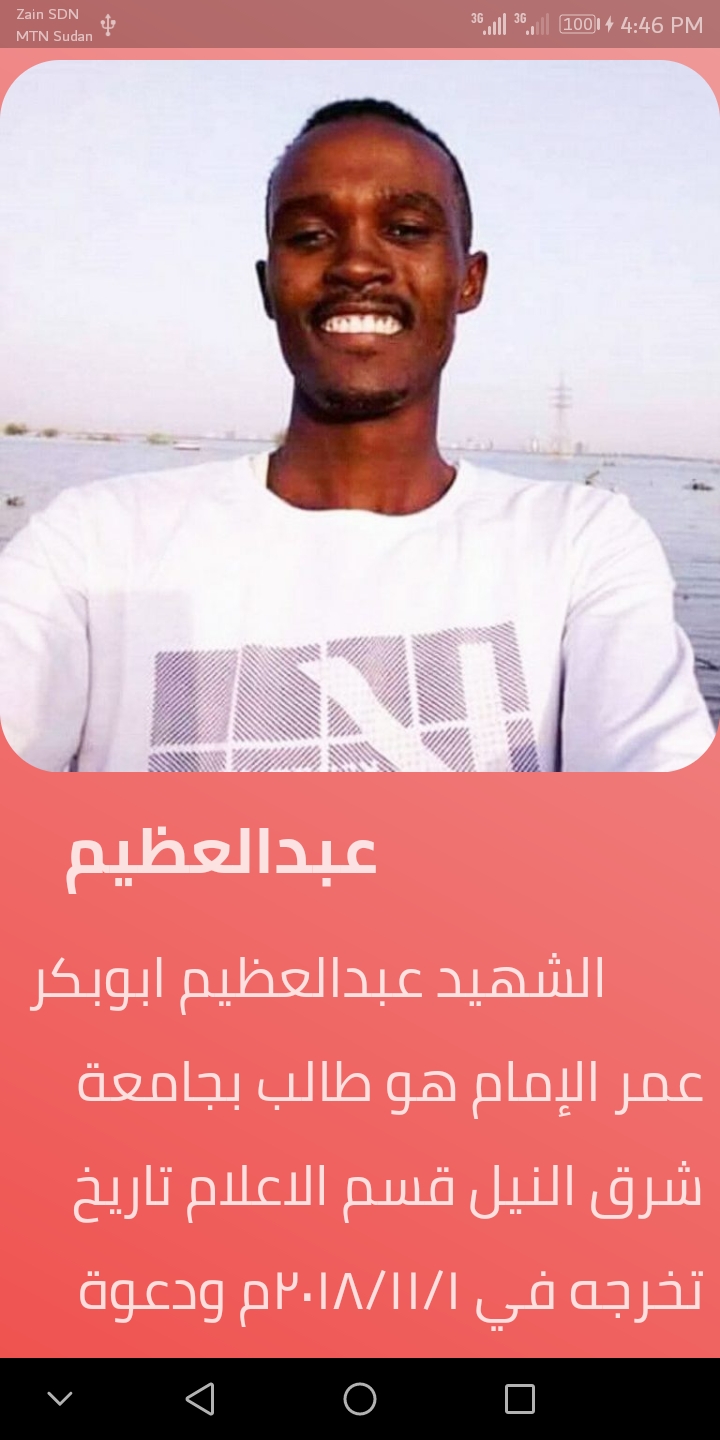 Zain SDN
MTN Sudan
3G 3G 100 4:46 PM
عبدالعظيم
الشهيد عبدالعظيم ابوبكر
عمر الإمام هو طالب بجامعة
شرق النيل قسم الاعلام تاريخ
تخرجه في ٢٠١٨/١١/١م ودعوة